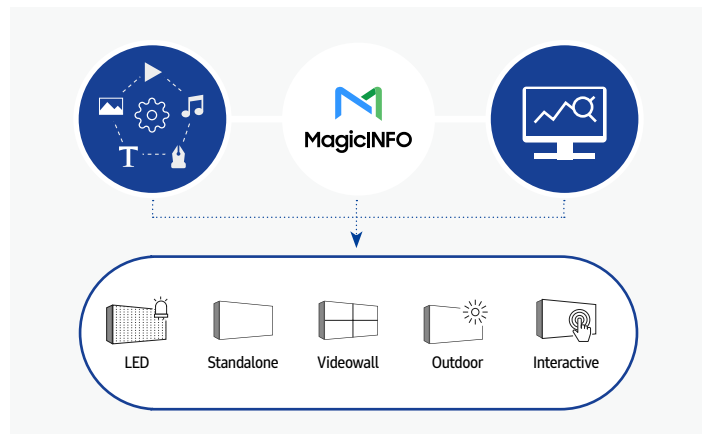 T
MagicINFO
LED
Standalone
Videowall
Outdoor
Interactive